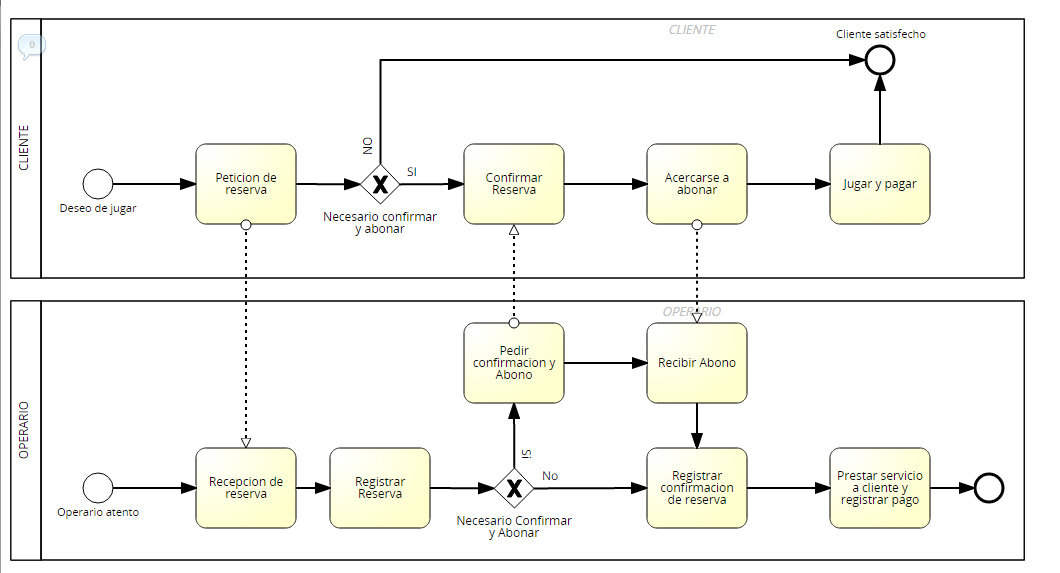 CLIENTE
0
Cliente satisfecho
CLIENTE
NO
SI
Deseo de jugar
Peticion de
reserva
Necesario confirmar
y abonar
Confirmar
Reserva
Acercarse a
abonar
Jugar y pagar
OPERARIO
OPERARIO
Pedir
confirmacion y
Abono
Recibir Abono
Si
No
Operario atento
Recepcion de
reserva
Registrar
Reserva
Necesario Confirmar
y Abonar
Registrar
confirmacion
de reserva
Prestar servicio
a cliente y
registrar pago